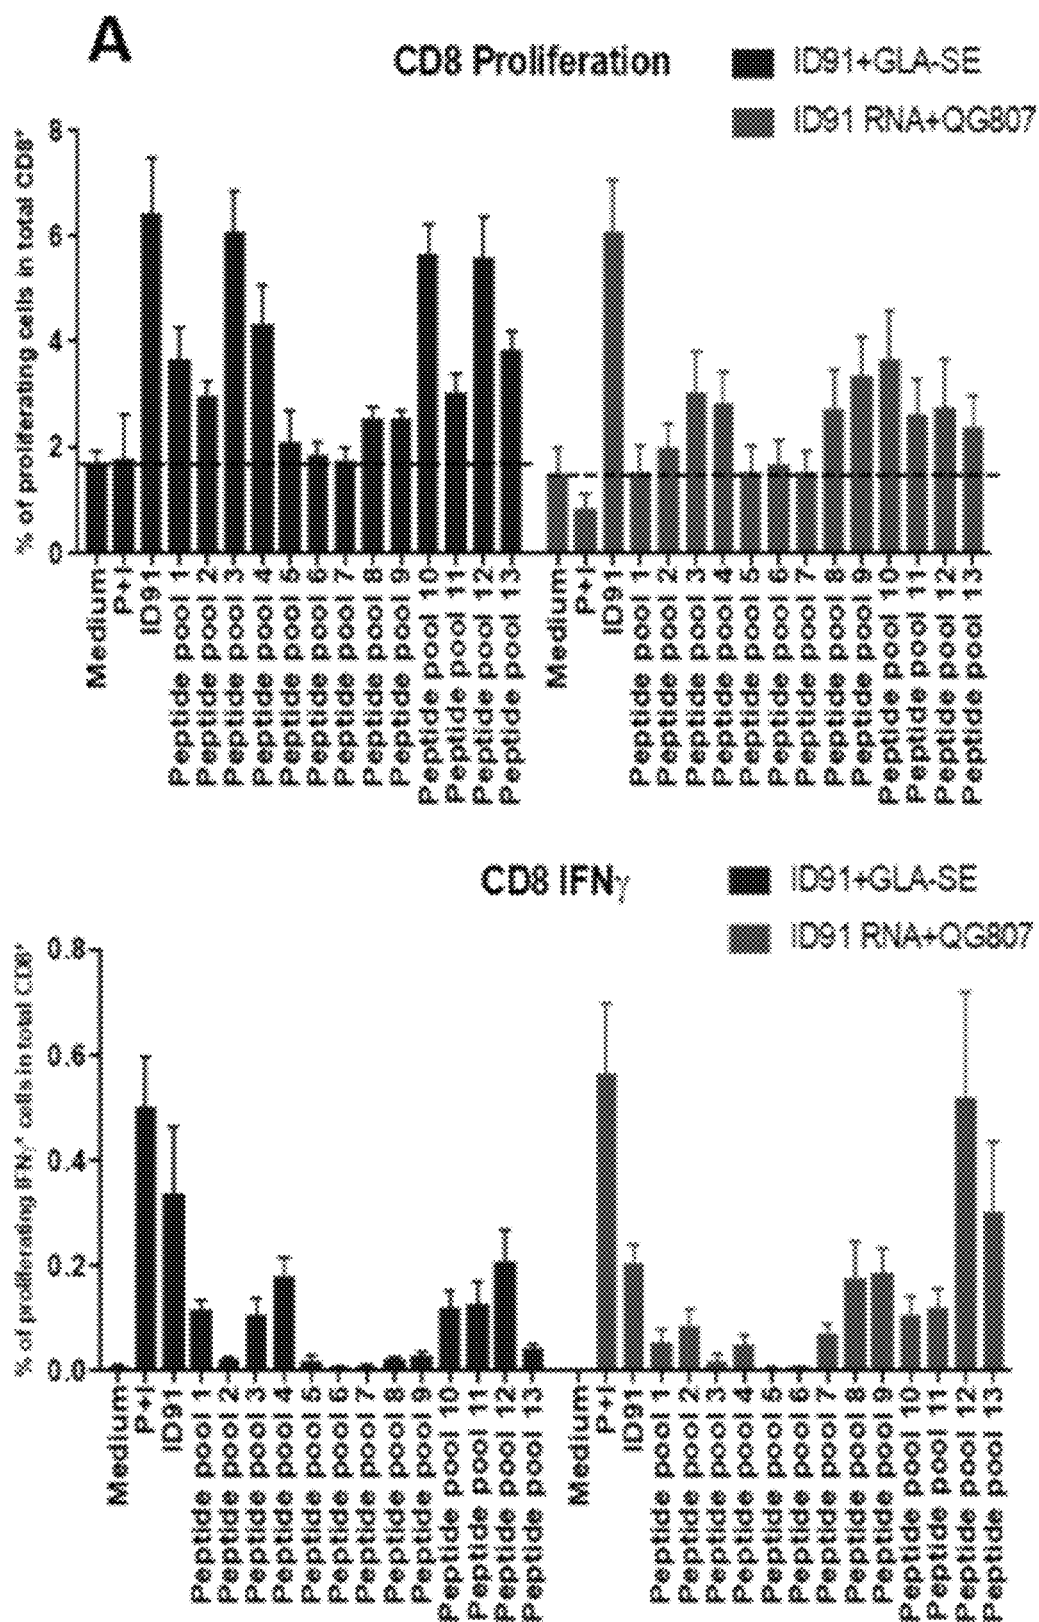 A
CD8 Proliferation
ID91+GLA-SE
ID91 RNA+QG807
% of proliferating cells in total CD8⁺
8
6
4
2
0
Medium
P+I
ID91
Peptide pool 1
Peptide pool 2
Peptide pool 3
Peptide pool 4
Peptide pool 5
Peptide pool 6
Peptide pool 7
Peptide pool 8
Peptide pool 9
Peptide pool 10
Peptide pool 11
Peptide pool 12
Peptide pool 13
Medium
P+I
ID91
Peptide pool 1
Peptide pool 2
Peptide pool 3
Peptide pool 4
Peptide pool 5
Peptide pool 6
Peptide pool 7
Peptide pool 8
Peptide pool 9
Peptide pool 10
Peptide pool 11
Peptide pool 12
Peptide pool 13
CD8 IFNγ
ID91+GLA-SE
ID91 RNA+QG807
% of proliferating IFNγ⁺ cells in total CD8⁺
0.8
0.6
0.4
0.2
0.0
Medium
P+I
ID91
Peptide pool 1
Peptide pool 2
Peptide pool 3
Peptide pool 4
Peptide pool 5
Peptide pool 6
Peptide pool 7
Peptide pool 8
Peptide pool 9
Peptide pool 10
Peptide pool 11
Peptide pool 12
Peptide pool 13
Medium
P+I
ID91
Peptide pool 1
Peptide pool 2
Peptide pool 3
Peptide pool 4
Peptide pool 5
Peptide pool 6
Peptide pool 7
Peptide pool 8
Peptide pool 9
Peptide pool 10
Peptide pool 11
Peptide pool 12
Peptide pool 13